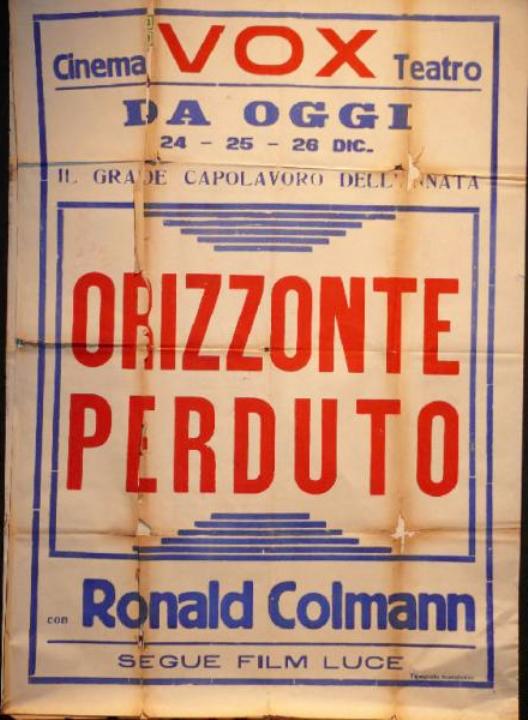 Cinema VOX Teatro
DA OGGI
24 - 25 - 26 DIC.
IL GRADE CAPOLAVORO DELL'NNATA
ORIZZONTE
PERDUTO
con Ronald Colmann
SEGUE FILM LUCE